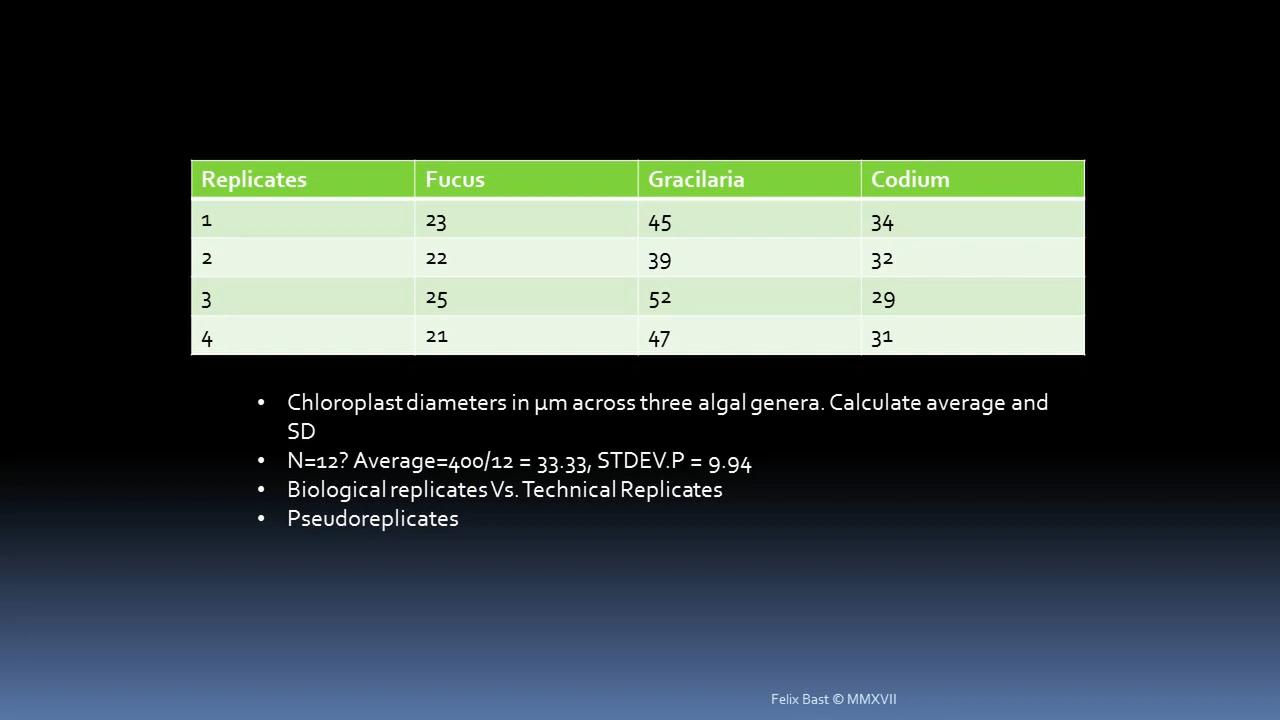 Replicates Fucus Gracilaria Codium
1 23 45 34
2 22 39 32
3 25 52 29
4 21 47 31
• Chloroplast diameters in µm across three algal genera. Calculate average and
SD
• N=12? Average=400/12 = 33.33, STDEV.P = 9.94
• Biological replicates Vs. Technical Replicates
• Pseudoreplicates
Felix Bast © MMXVII